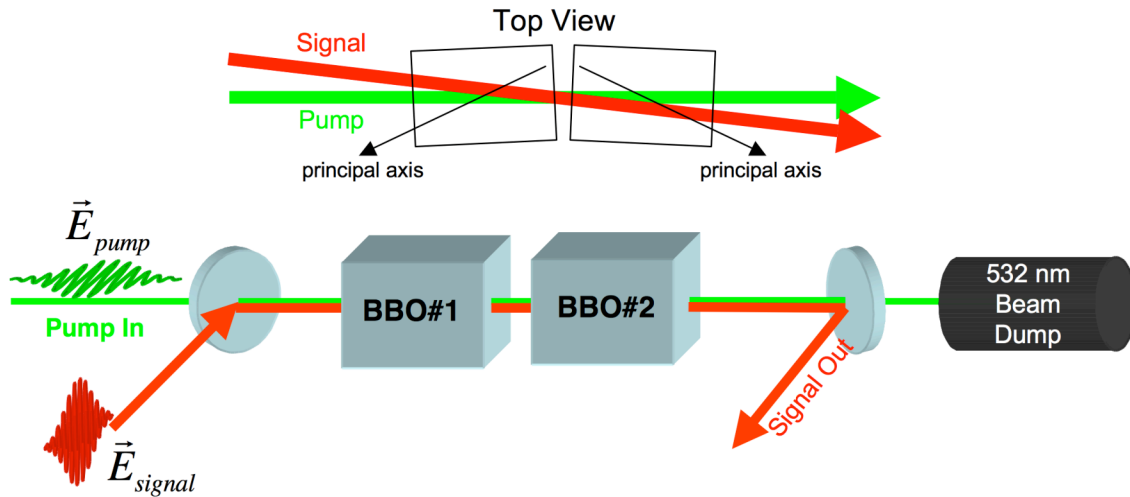 Top View
Signal
Pump
principal axis
principal axis
E⃗pump
Pump In
BBO#1
BBO#2
532 nm
Beam
Dump
Signal Out
E⃗signal